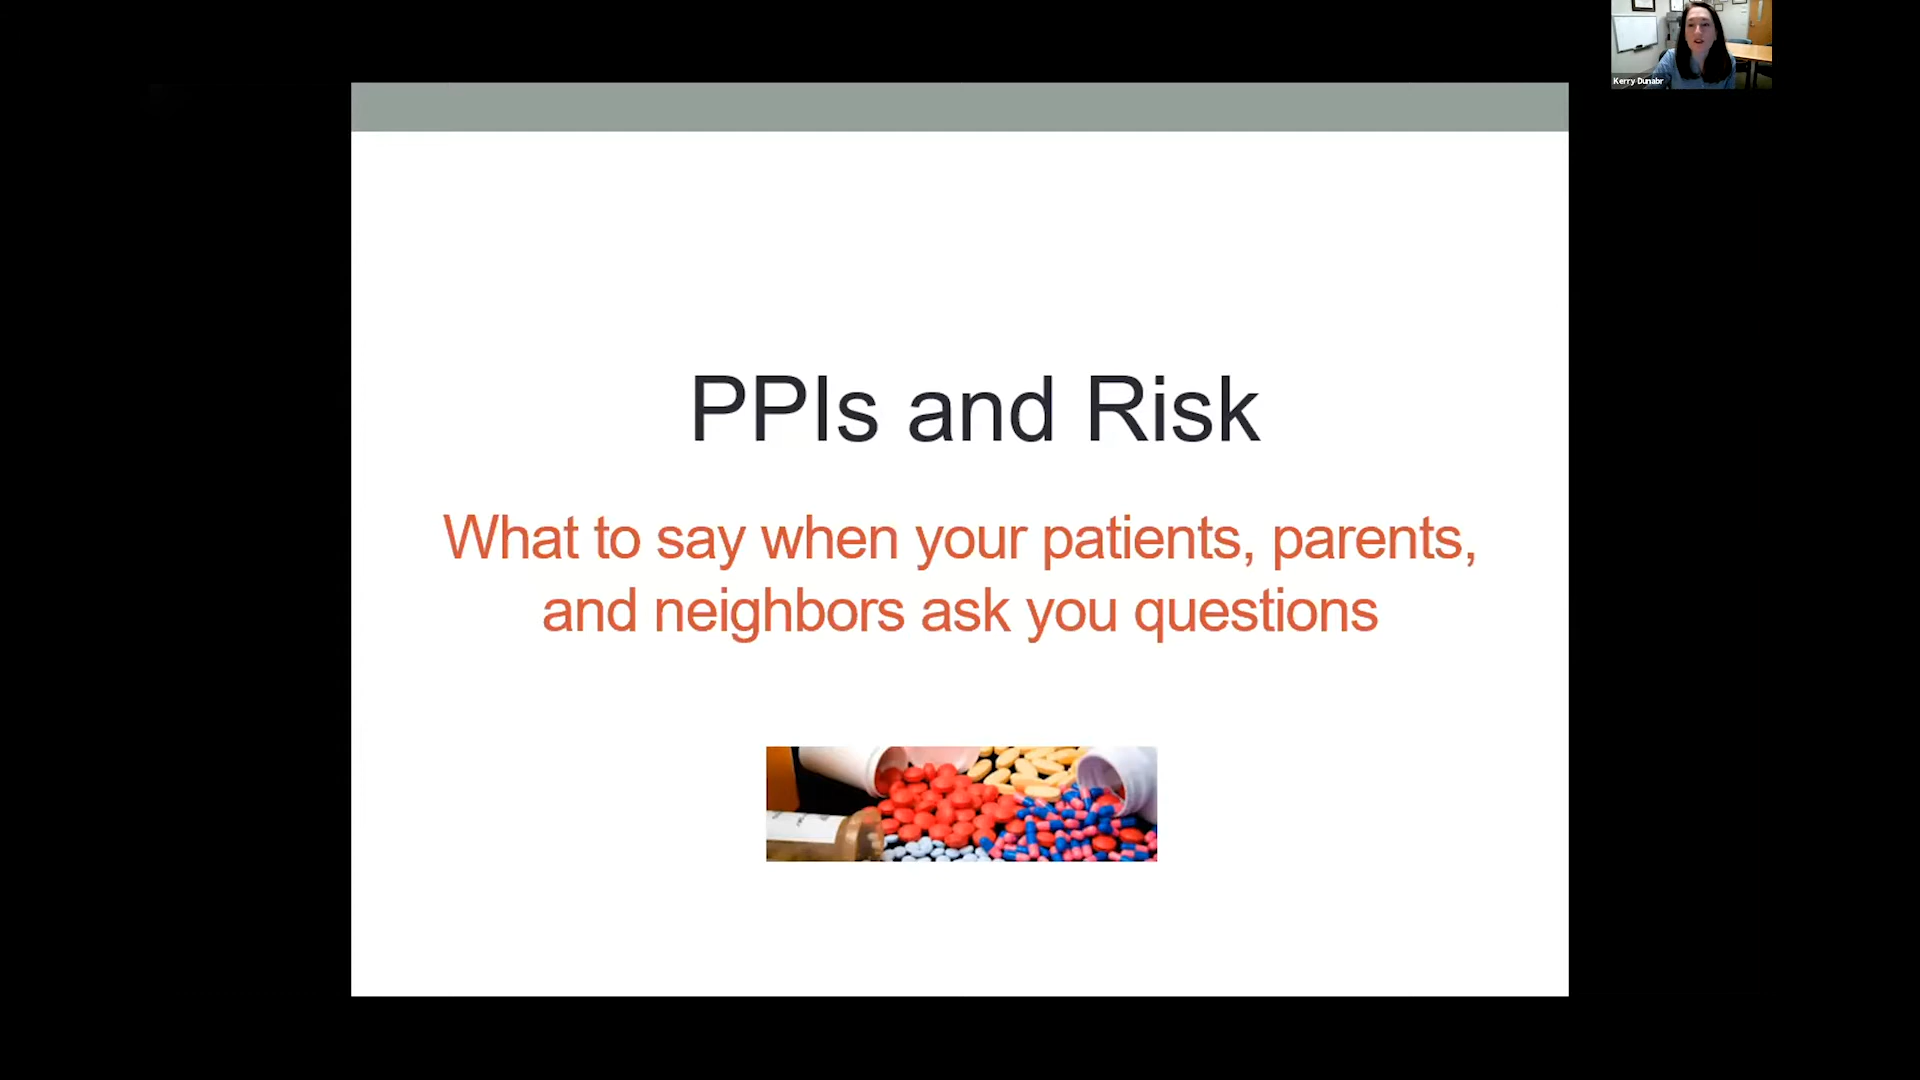 Kerry Dunabr
PPIs and Risk
What to say when your patients, parents,
and neighbors ask you questions